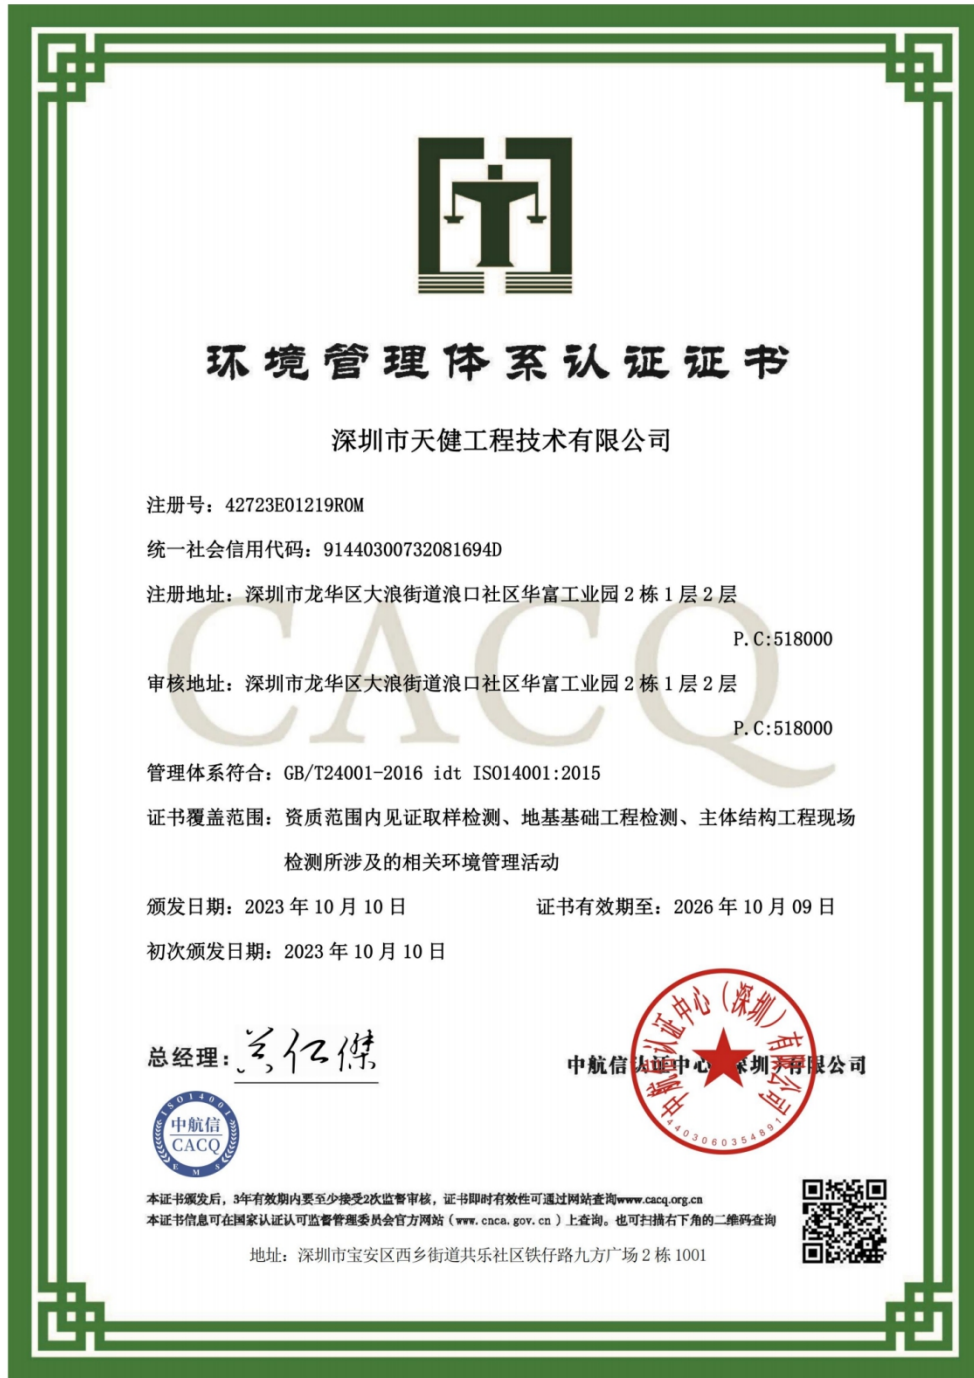 环境管理体系认证证书
深圳市天健工程技术有限公司
注册号：42723E01219R0M
统一社会信用代码：91440300732081694D
注册地址：深圳市龙华区大浪街道浪口社区华富工业园2栋1层2层
P.C:518000
审核地址：深圳市龙华区大浪街道浪口社区华富工业园2栋1层2层
P.C:518000
CACQ
管理体系符合：GB/T24001-2016 idt ISO14001:2015
证书覆盖范围：资质范围内见证取样检测、地基基础工程检测、主体结构工程现场
检测所涉及的相关环境管理活动
颁发日期：2023年10月10日 证书有效期至：2026年10月09日
初次颁发日期：2023年10月10日
总经理：
中航信认证中心（深圳）有限公司
中航信认证中心（深圳）有限公司
4403060354891
ISO14001
中航信
CACQ
EMS
本证书颁发后，3年有效期内要至少接受2次监督审核，证书即时有效性可通过网站查询www.cacq.org.cn
本证书信息可在国家认证认可监督管理委员会官方网站（www.cnca.gov.cn）上查询。也可扫描右下角的二维码查询
地址：深圳市宝安区西乡街道共乐社区铁仔路九方广场2栋1001